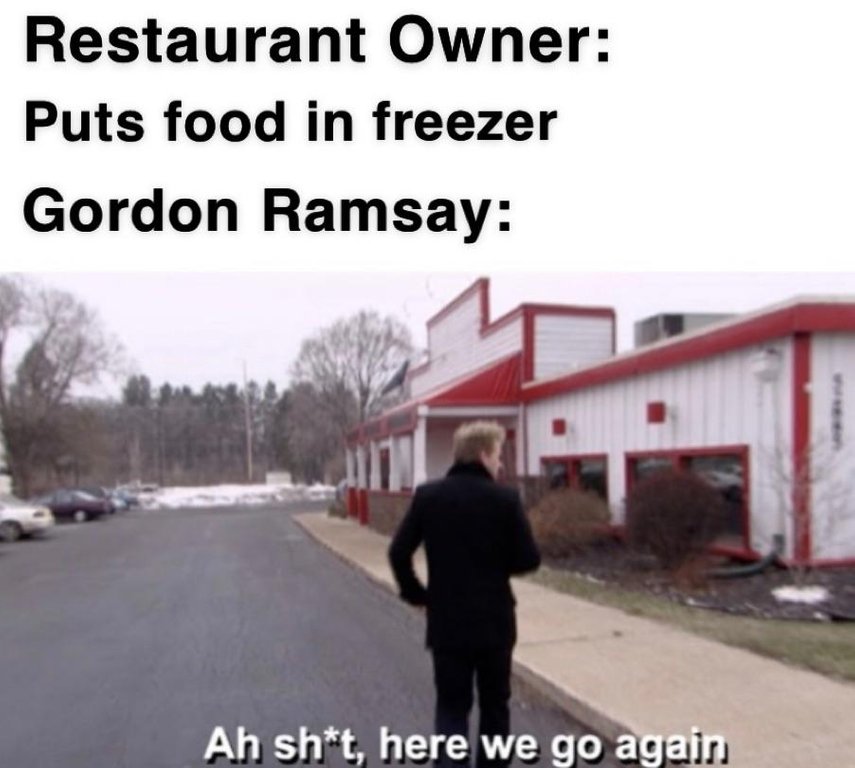 Restaurant Owner:
Puts food in freezer
Gordon Ramsay:
Ah sh*t, here we go again